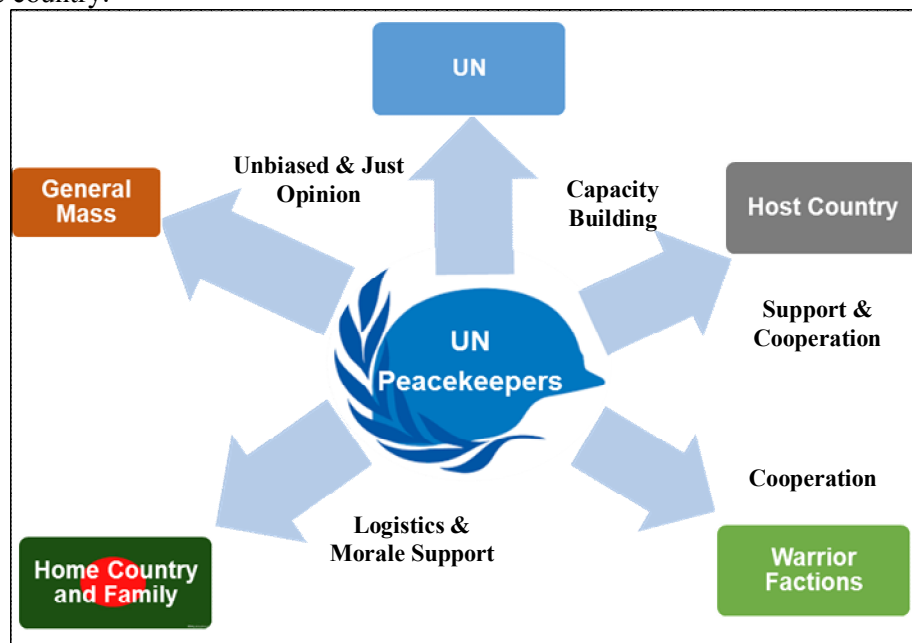 country.
UN
Unbiased & Just
Opinion
General
Mass
Capacity
Building
Host Country
UN
Peacekeepers
Support &
Cooperation
Cooperation
Logistics &
Morale Support
Home Country
and Family
Warrior
Factions